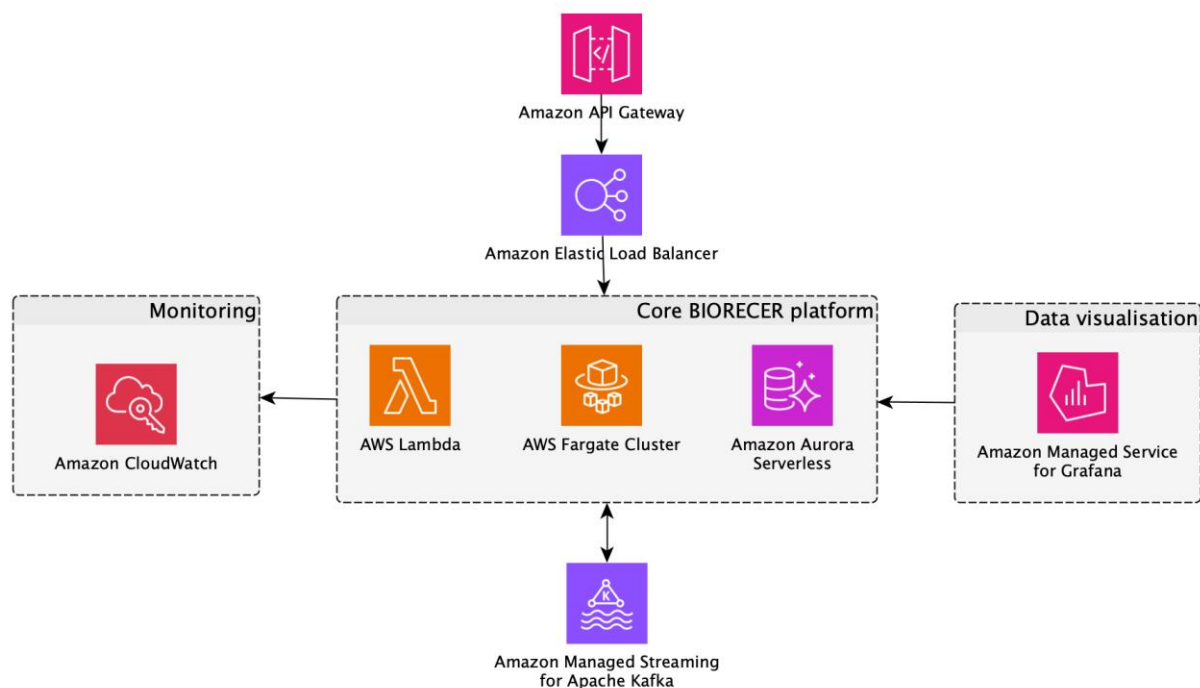 Amazon API Gateway
Amazon Elastic Load Balancer
Monitoring
Amazon CloudWatch
Core BIORECER platform
AWS Lambda
AWS Fargate Cluster
Amazon Aurora
Serverless
Data visualisation
Amazon Managed Service
for Grafana
K
Amazon Managed Streaming
for Apache Kafka